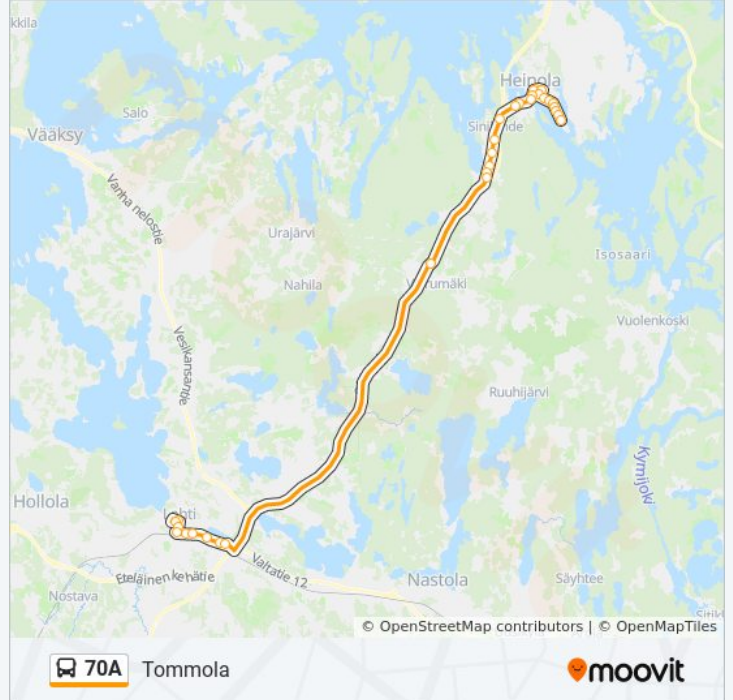 kkila
Heinola
Salo
Vääksy
Vanha nelostie
Urajärvi
Isosaari
Nahila
Vuolenkoski
Vesikansantie
Ruuhijärvi
Kymijoki
Hollola
Lahti
Valtatie 12
Eteläinen kehätie
Nastola
Säyhtee
Nostava
© OpenStreetMap contributors | © OpenMapTiles
70A Tommola
moovit